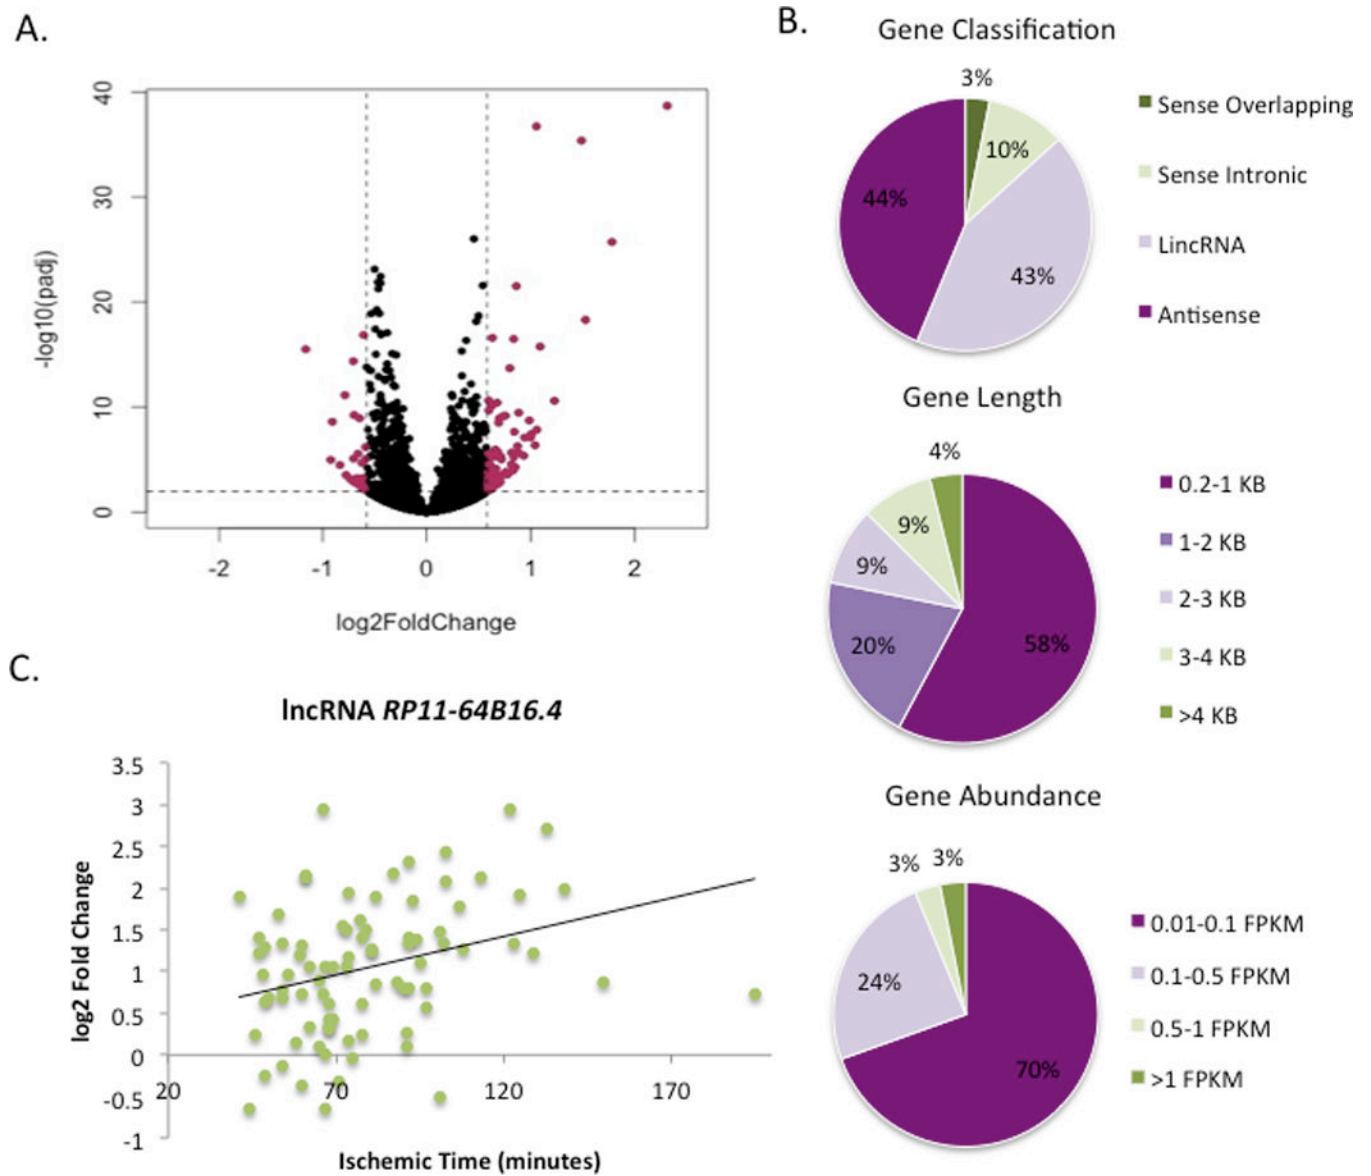 A.
40
30
20
10
0
-log10(padj)
-2 -1 0 1 2
log2FoldChange
B.
Gene Classification
3%
10%
43%
44%
Sense Overlapping
Sense Intronic
LincRNA
Antisense
Gene Length
4%
9%
9%
20%
58%
0.2-1 KB
1-2 KB
2-3 KB
3-4 KB
>4 KB
Gene Abundance
3% 3%
24%
70%
0.01-0.1 FPKM
0.1-0.5 FPKM
0.5-1 FPKM
>1 FPKM
C.
lncRNA RP11-64B16.4
3.5
3
2.5
2
1.5
1
0.5
0
-0.5
-1
log2 Fold Change
20 70 120 170
Ischemic Time (minutes)